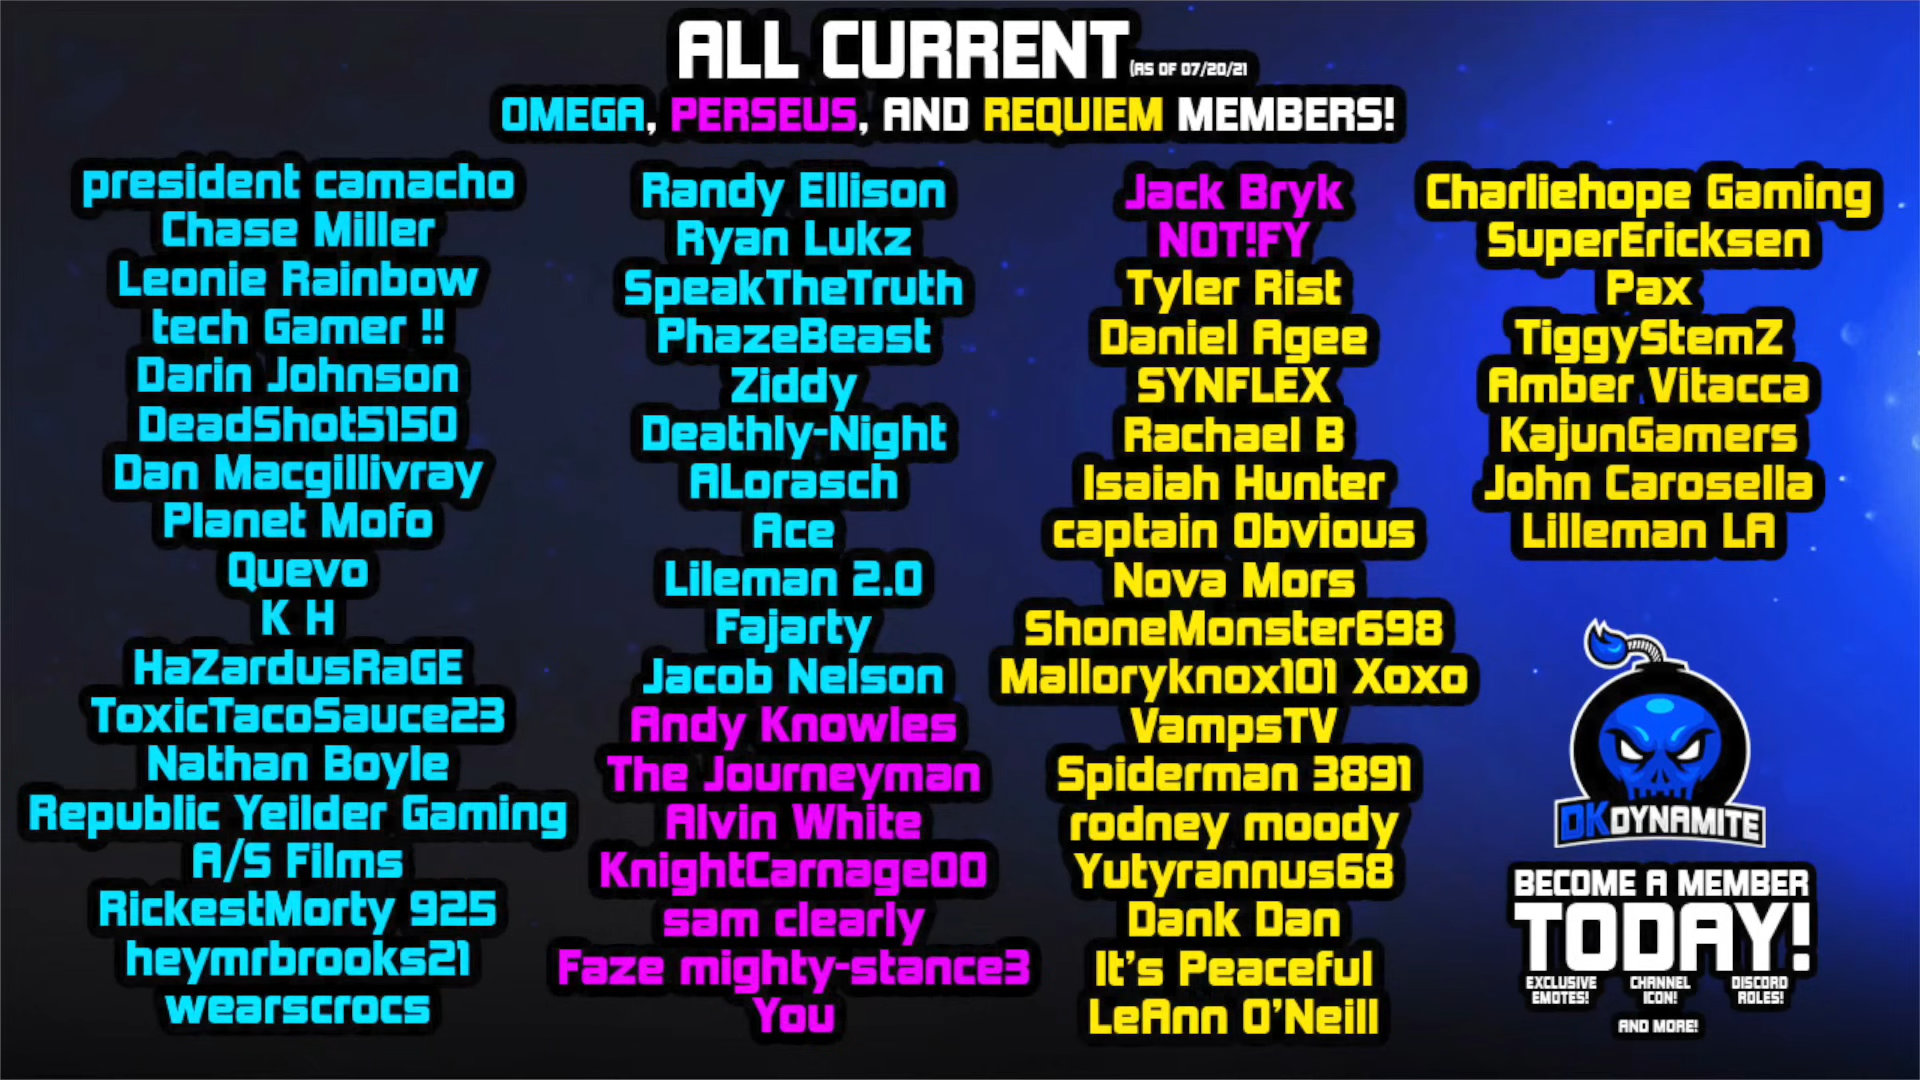 ALL CURRENT (AS OF 07/20/21
OMEGA, PERSEUS, AND REQUIEM MEMBERS!
president camacho
Chase Miller
Leonie Rainbow
tech Gamer !!
Darin Johnson
DeadShot5150
Dan Macgillivray
Planet Mofo
Quevo
K H
HaZardusRaGE
ToxicTacoSauce23
Nathan Boyle
Republic Yeilder Gaming
A/S Films
RickestMorty 925
heymrbrooks21
wearscrocs
Randy Ellison
Ryan Lukz
SpeakTheTruth
PhazeBeast
Ziddy
Deathly-Night
ALorasch
Ace
Lileman 2.0
Fajarty
Jacob Nelson
Andy Knowles
The Journeyman
Alvin White
KnightCarnage00
sam clearly
Faze mighty-stance3
You
Jack Bryk
NOT!FY
Tyler Rist
Daniel Agee
SYNFLEX
Rachael B
Isaiah Hunter
captain Obvious
Nova Mors
ShoneMonster698
Malloryknox101 Xoxo
VampsTV
Spiderman 3891
rodney moody
Yutyrannus68
Dank Dan
It's Peaceful
LeAnn O'Neill
Charliehope Gaming
SuperEricksen
Pax
TiggyStemZ
Amber Vitacca
KajunGamers
John Carosella
Lilleman LA
DKDYNAMITE
BECOME A MEMBER
TODAY!
EXCLUSIVE EMOTES!
CHANNEL ICON!
DISCORD ROLES!
AND MORE!